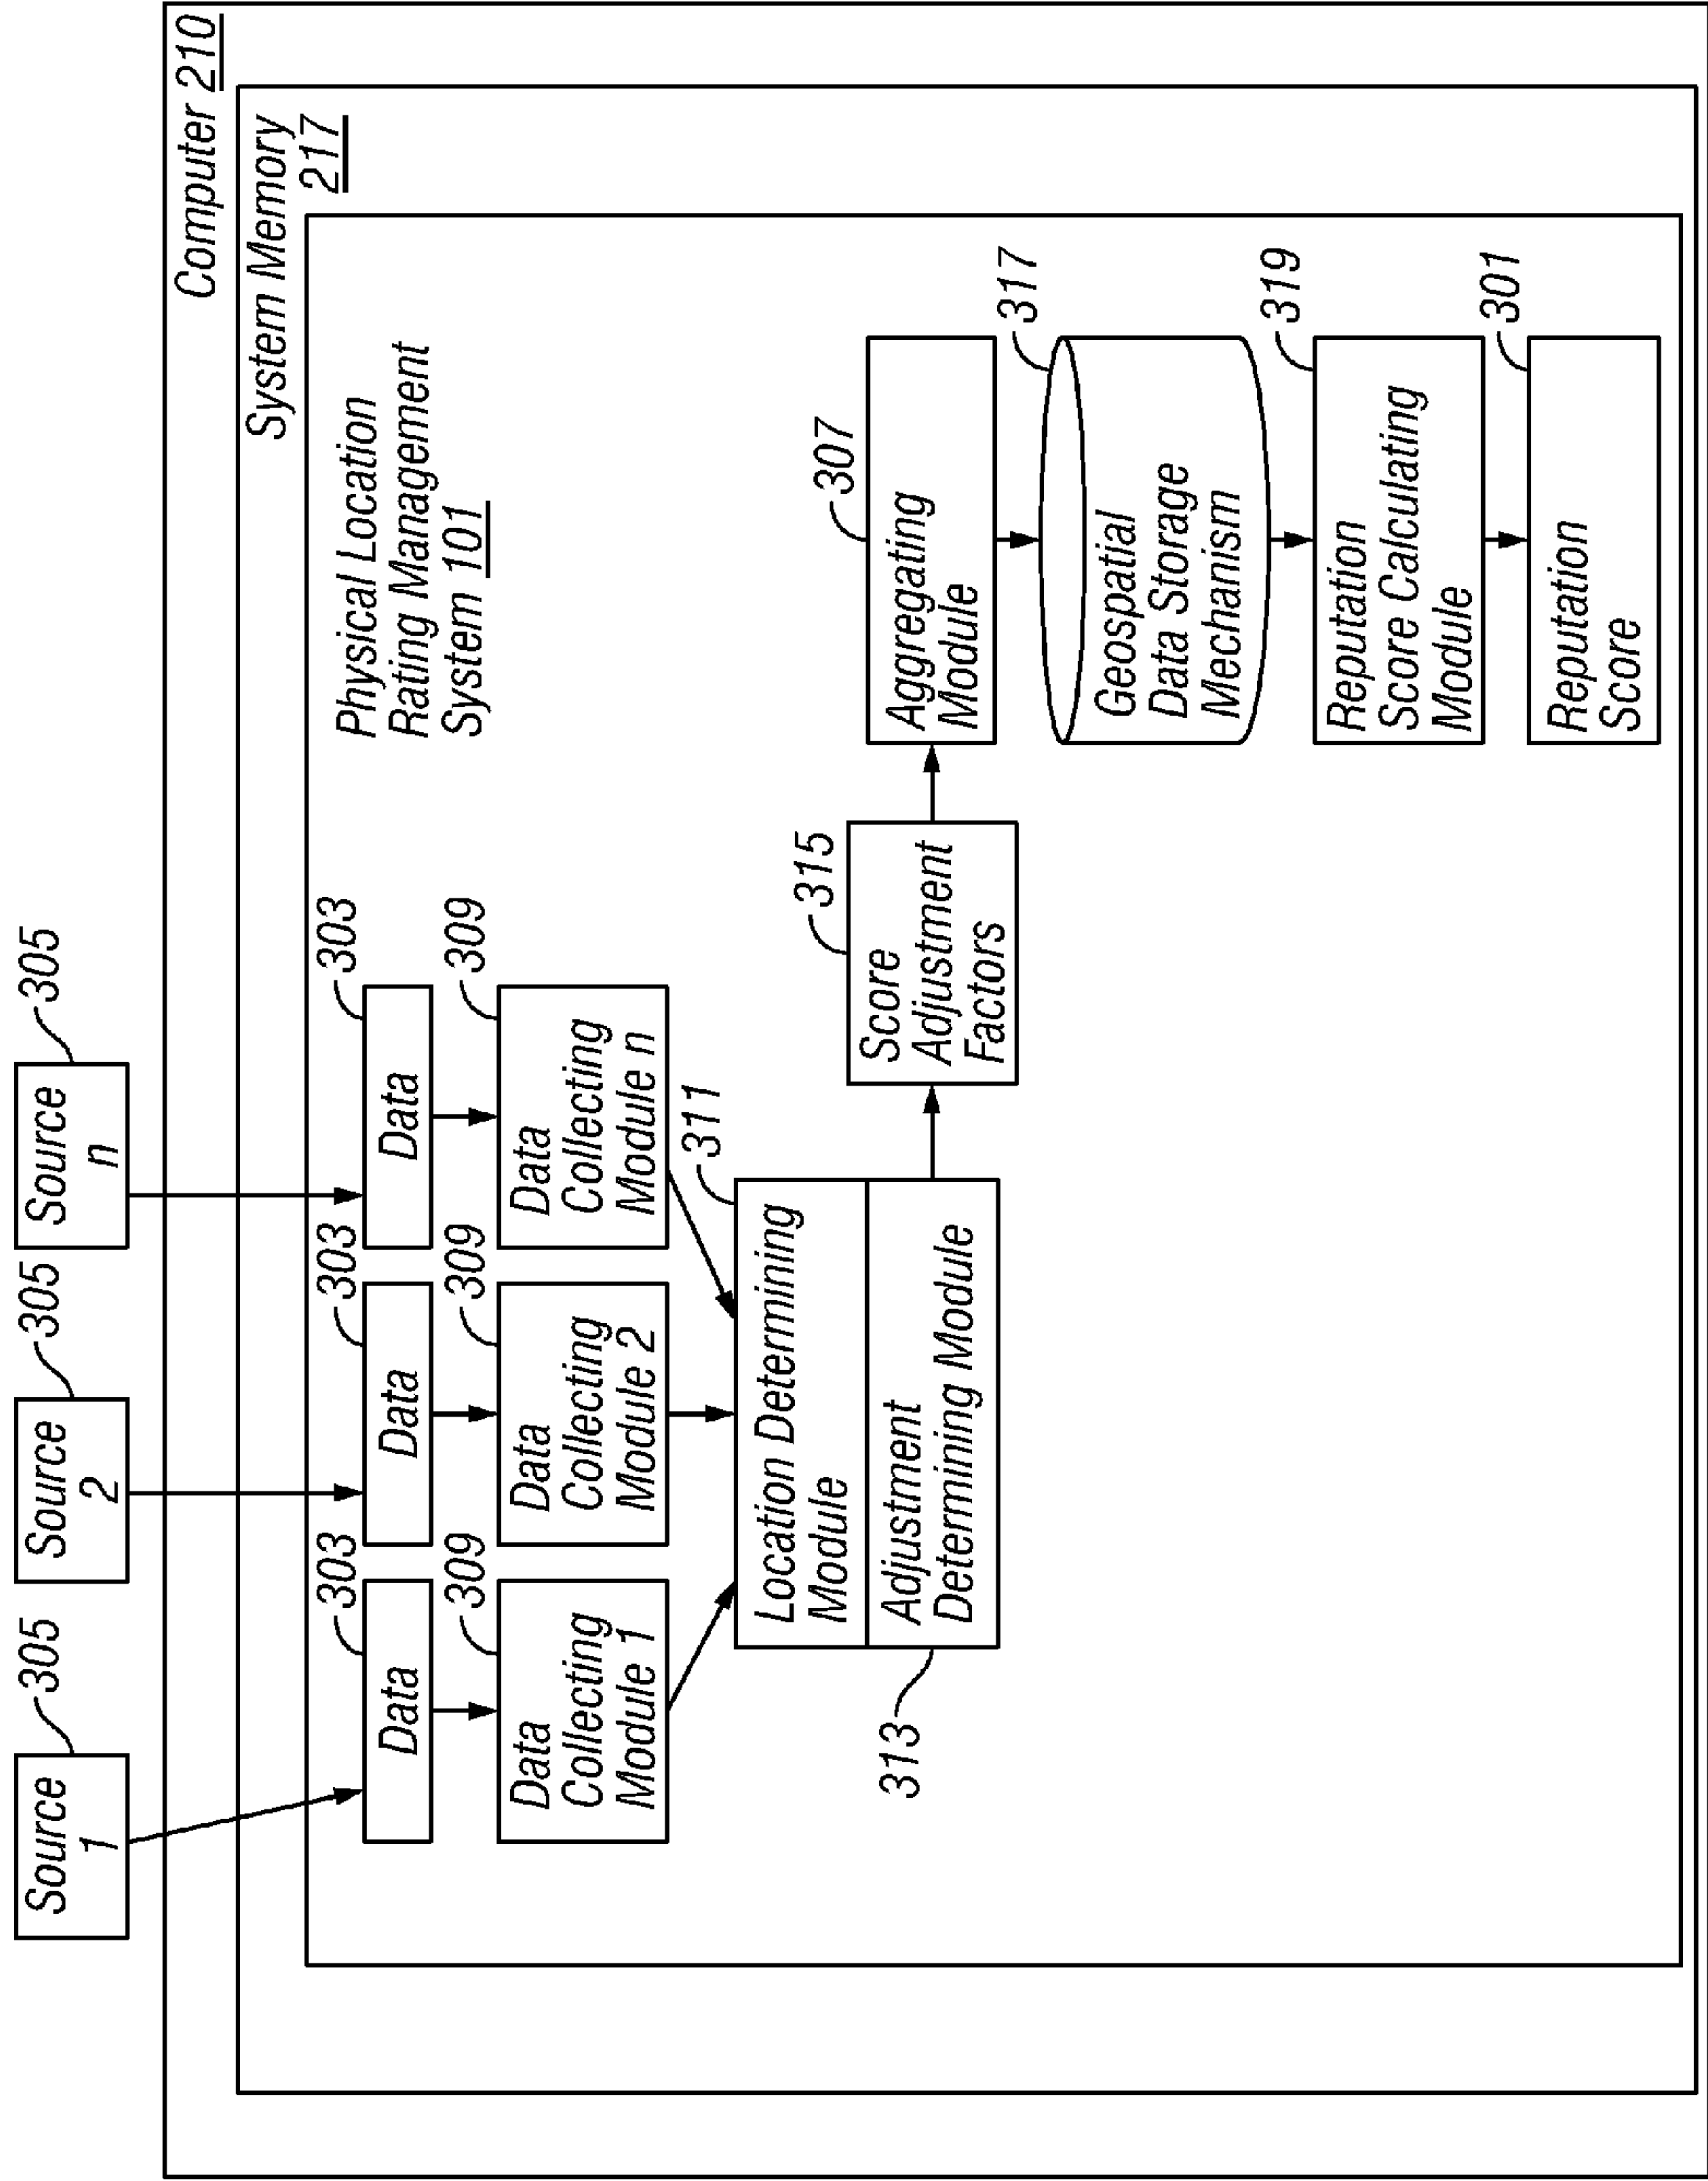 Source
1
305
Source
2
305
Source
n
305
Computer 210
System Memory
217
Physical Location
Rating Management
System 101
Data
303
Data
303
Data
303
Data
Collecting
Module 1
309
Data
Collecting
Module 2
309
Data
Collecting
Module n
309
Location Determining
Module
311
Adjustment
Determining Module
313
Score
Adjustment
Factors
315
Aggregating
Module
307
Geospatial
Data Storage
Mechanism
317
Reputation
Score Calculating
Module
319
Reputation
Score
301